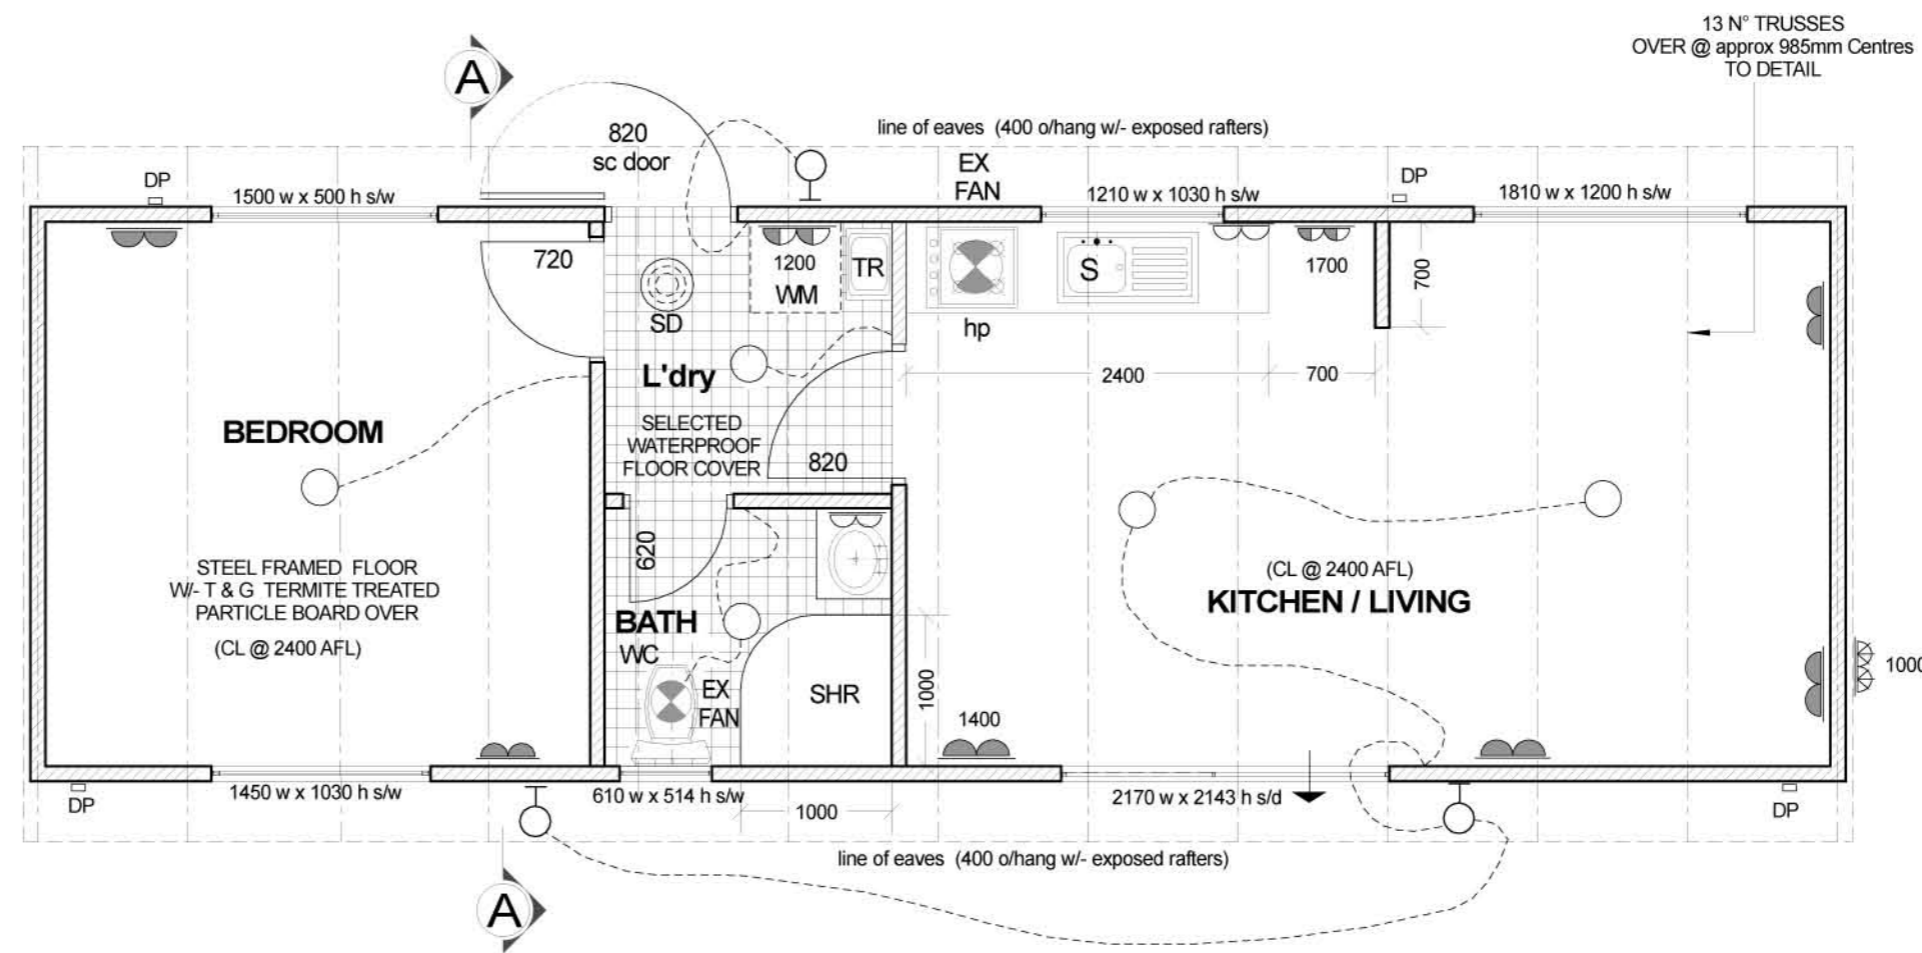 13 N° TRUSSES
OVER @ approx 985mm Centres
TO DETAIL
A
820
sc door
line of eaves (400 o/hang w/- exposed rafters)
EX
FAN
DP
1500 w x 500 h s/w
1210 w x 1030 h s/w
DP
1810 w x 1200 h s/w
720
1200
WM
TR
S
1700
700
SD
hp
L'dry
2400
700
SELECTED
WATERPROOF
FLOOR COVER
820
BEDROOM
620
STEEL FRAMED FLOOR
W/- T & G TERMITE TREATED
PARTICLE BOARD OVER
(CL @ 2400 AFL)
(CL @ 2400 AFL)
KITCHEN / LIVING
BATH
WC
EX
FAN
SHR
1000
1000
1400
DP
1450 w x 1030 h s/w
610 w x 514 h s/w
1000
2170 w x 2143 h s/d
DP
line of eaves (400 o/hang w/- exposed rafters)
A